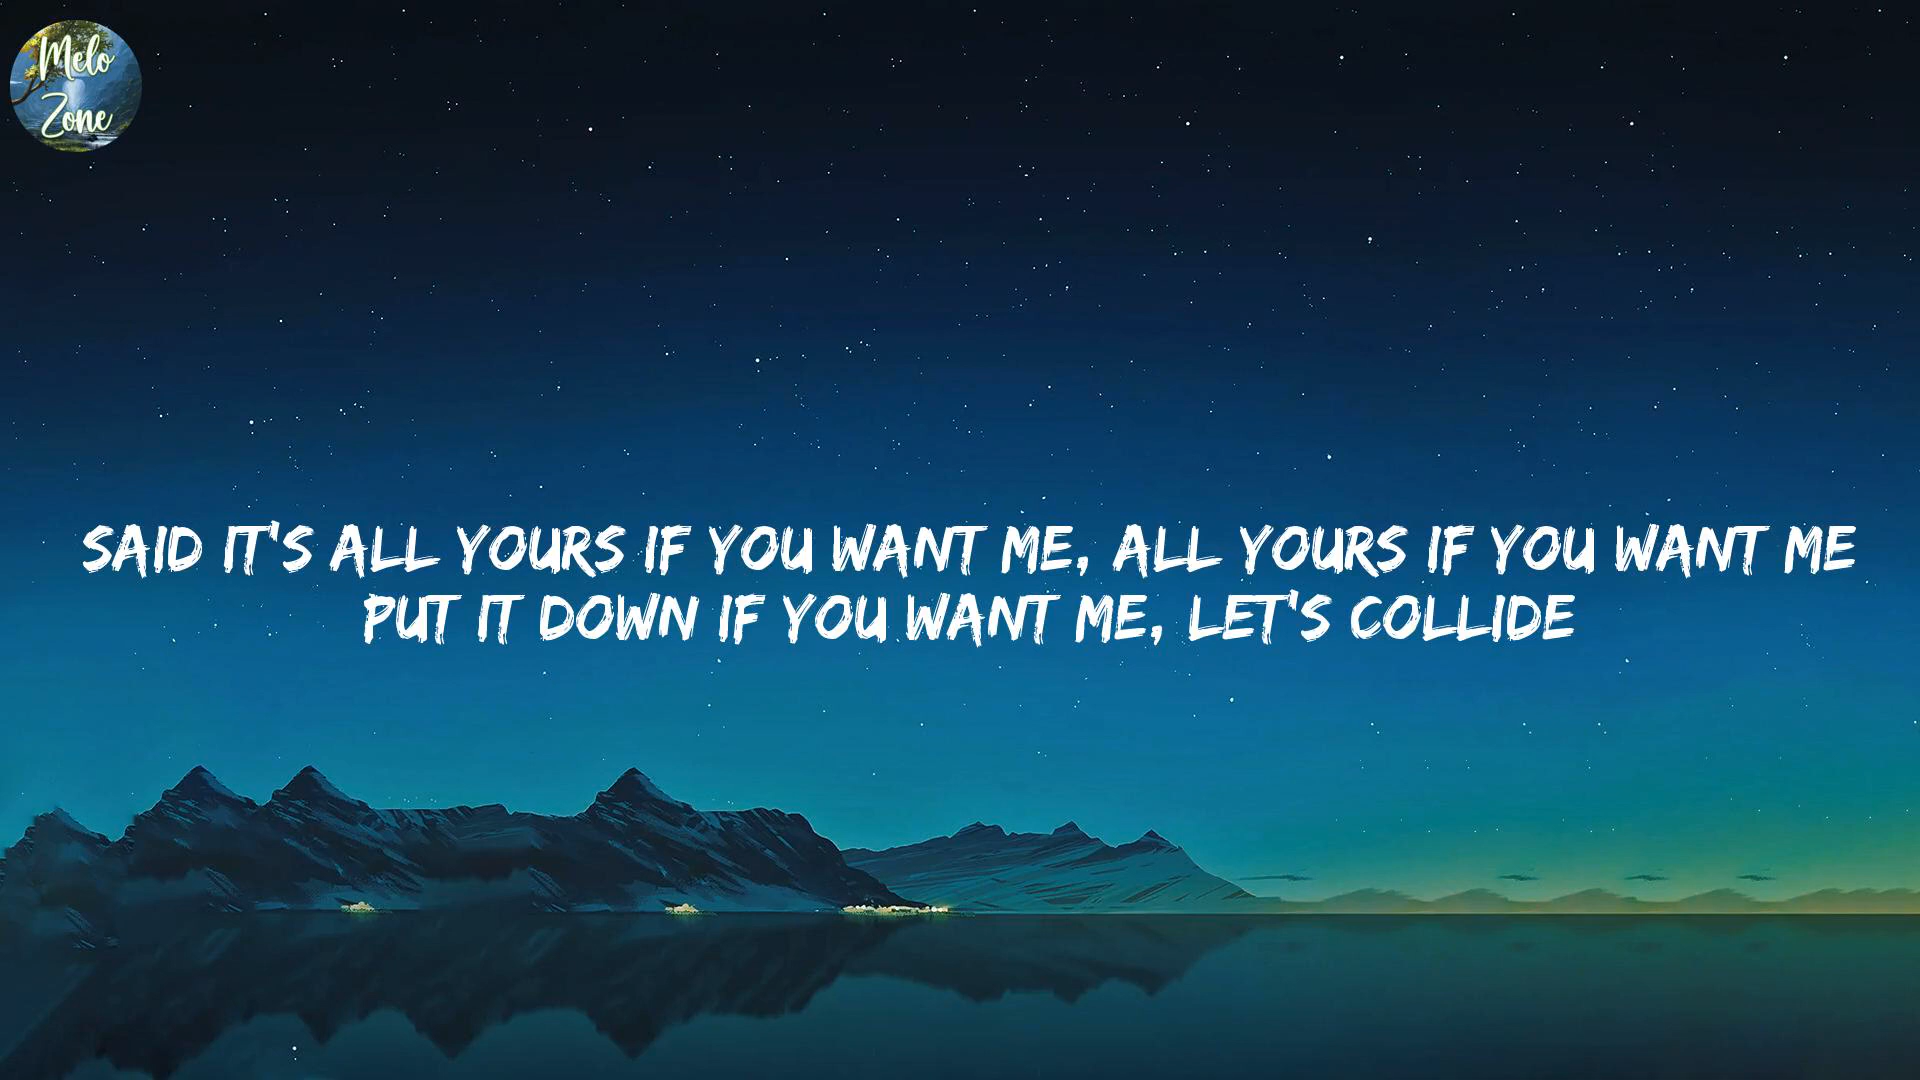 Melo
Zone
SAID IT'S ALL YOURS IF YOU WANT ME, ALL YOURS IF YOU WANT ME
PUT IT DOWN IF YOU WANT ME, LET'S COLLIDE